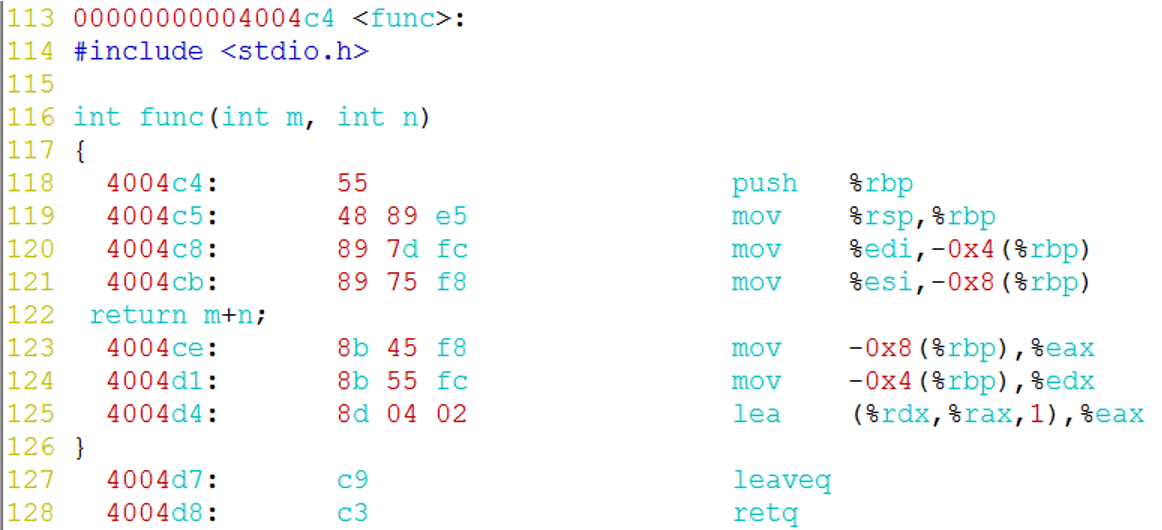 113 00000000004004c4 <func>:
114 #include <stdio.h>
115
116 int func(int m, int n)
117 {
118   4004c4:       55                      push   %rbp
119   4004c5:       48 89 e5                mov    %rsp,%rbp
120   4004c8:       89 7d fc                mov    %edi,-0x4(%rbp)
121   4004cb:       89 75 f8                mov    %esi,-0x8(%rbp)
122  return m+n;
123   4004ce:       8b 45 f8                mov    -0x8(%rbp),%eax
124   4004d1:       8b 55 fc                mov    -0x4(%rbp),%edx
125   4004d4:       8d 04 02                lea    (%rdx,%rax,1),%eax
126 }
127   4004d7:       c9                      leaveq
128   4004d8:       c3                      retq